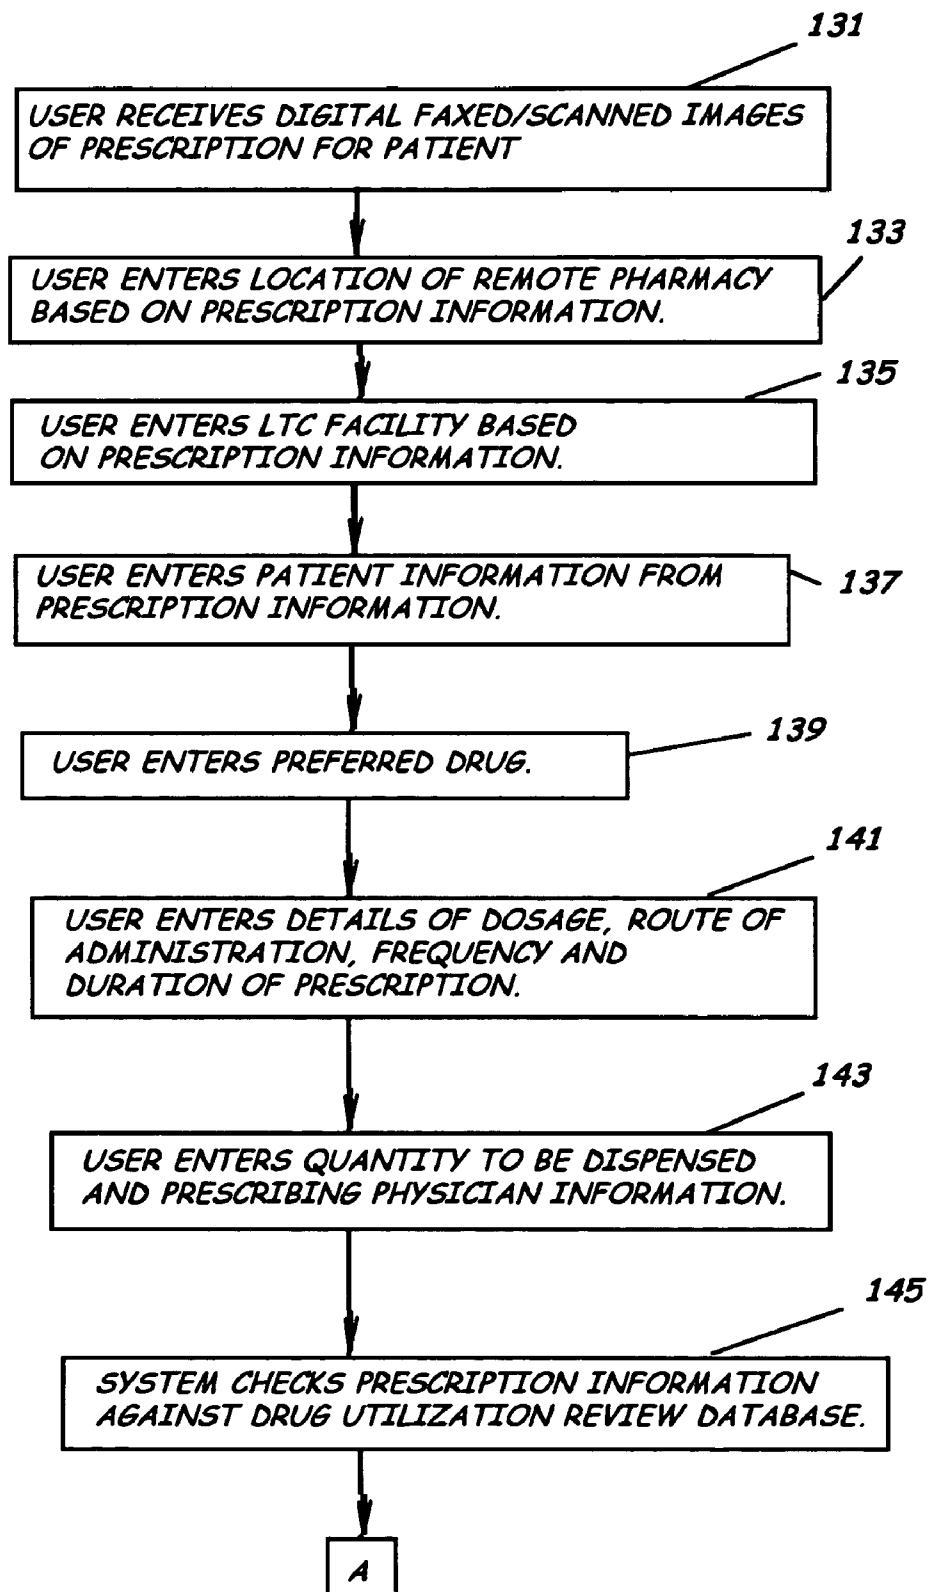 131
USER RECEIVES DIGITAL FAXED/SCANNED IMAGES
OF PRESCRIPTION FOR PATIENT
133
USER ENTERS LOCATION OF REMOTE PHARMACY
BASED ON PRESCRIPTION INFORMATION.
135
USER ENTERS LTC FACILITY BASED
ON PRESCRIPTION INFORMATION.
USER ENTERS PATIENT INFORMATION FROM
PRESCRIPTION INFORMATION.
137
139
USER ENTERS PREFERRED DRUG.
141
USER ENTERS DETAILS OF DOSAGE, ROUTE OF
ADMINISTRATION, FREQUENCY AND
DURATION OF PRESCRIPTION.
143
USER ENTERS QUANTITY TO BE DISPENSED
AND PRESCRIBING PHYSICIAN INFORMATION.
145
SYSTEM CHECKS PRESCRIPTION INFORMATION
AGAINST DRUG UTILIZATION REVIEW DATABASE.
A